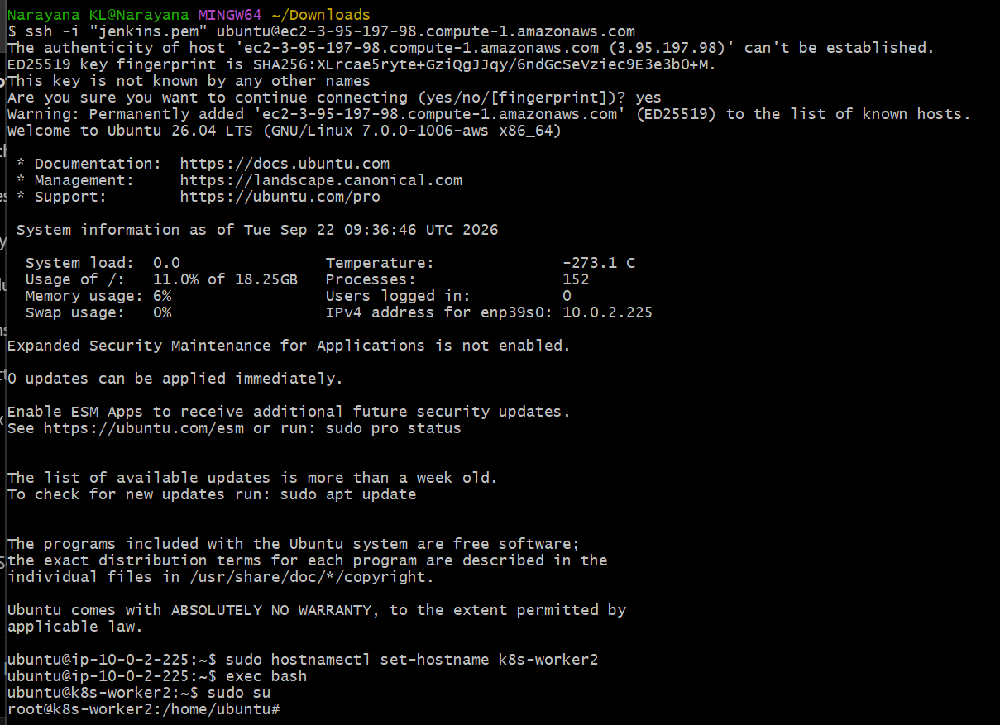 Narayana KL@Narayana MINGW64 ~/Downloads
$ ssh -i "jenkins.pem" ubuntu@ec2-3-95-197-98.compute-1.amazonaws.com
The authenticity of host 'ec2-3-95-197-98.compute-1.amazonaws.com (3.95.197.98)' can't be established.
ED25519 key fingerprint is SHA256:XLrcae5ryte+GziQgJJqy/6ndGcSeVziec9E3e3b0+M.
This key is not known by any other names
Are you sure you want to continue connecting (yes/no/[fingerprint])? yes
Warning: Permanently added 'ec2-3-95-197-98.compute-1.amazonaws.com' (ED25519) to the list of known hosts.
Welcome to Ubuntu 26.04 LTS (GNU/Linux 7.0.0-1006-aws x86_64)
* Documentation:  https://docs.ubuntu.com
* Management:     https://landscape.canonical.com
* Support:        https://ubuntu.com/pro
System information as of Tue Sep 22 09:36:46 UTC 2026
System load:  0.0                Temperature:              -273.1 C
Usage of /:   11.0% of 18.25GB   Processes:                152
Memory usage: 6%                 Users logged in:          0
Swap usage:   0%                 IPv4 address for enp39s0: 10.0.2.225
Expanded Security Maintenance for Applications is not enabled.
0 updates can be applied immediately.
Enable ESM Apps to receive additional future security updates.
See https://ubuntu.com/esm or run: sudo pro status
The list of available updates is more than a week old.
To check for new updates run: sudo apt update
The programs included with the Ubuntu system are free software;
the exact distribution terms for each program are described in the
individual files in /usr/share/doc/*/copyright.
Ubuntu comes with ABSOLUTELY NO WARRANTY, to the extent permitted by
applicable law.
ubuntu@ip-10-0-2-225:~$ sudo hostnamectl set-hostname k8s-worker2
ubuntu@ip-10-0-2-225:~$ exec bash
ubuntu@k8s-worker2:~$ sudo su
root@k8s-worker2:/home/ubuntu#